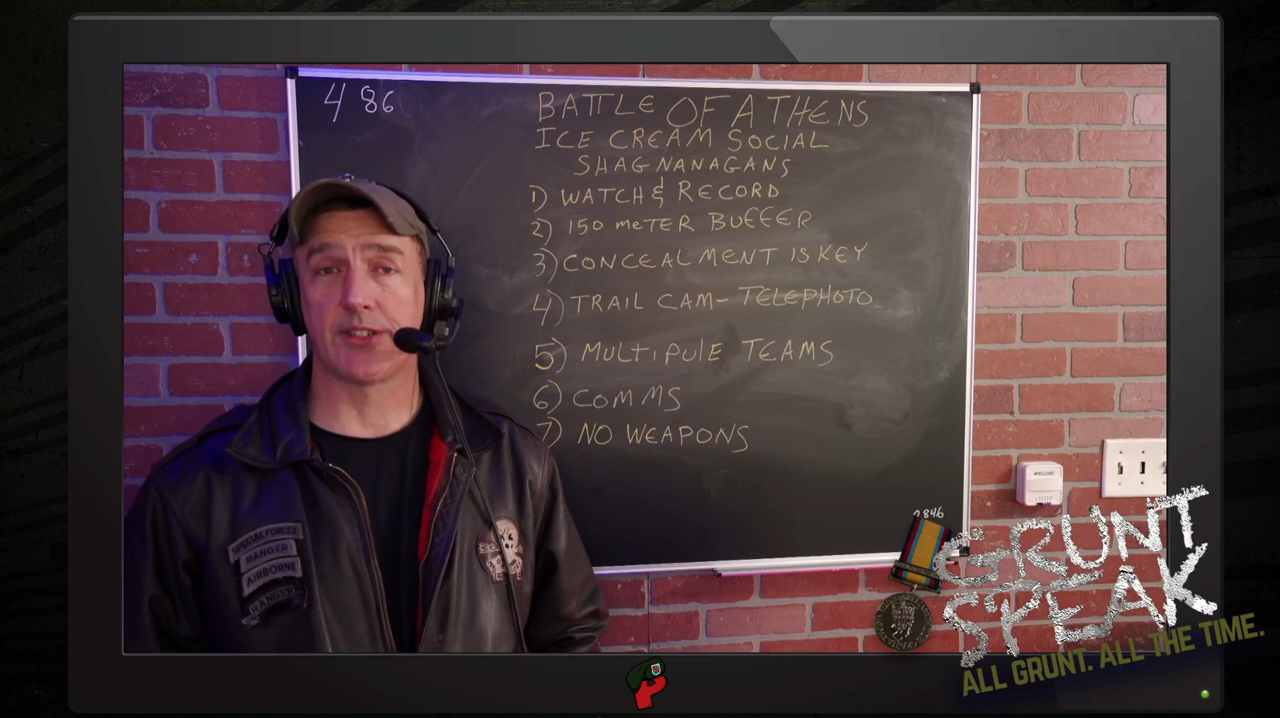 4 86
BATTLE OF ATHENS
ICE CREAM SOCIAL
SHAGNANAGANS
1) WATCH & RECORD
2) 150 meTER BUFFER
3) CONCEALMENT IS KEY
4) TRAIL CAM- TELEPHOTO
5) MULTIPULE TEAMS
6) COMMS
7) NO WEAPONS
2846
SPECIAL FORCES
RANGER
AIRBORNE
RANGER
GRUNT
SPEAK
ALL GRUNT. ALL THE TIME.